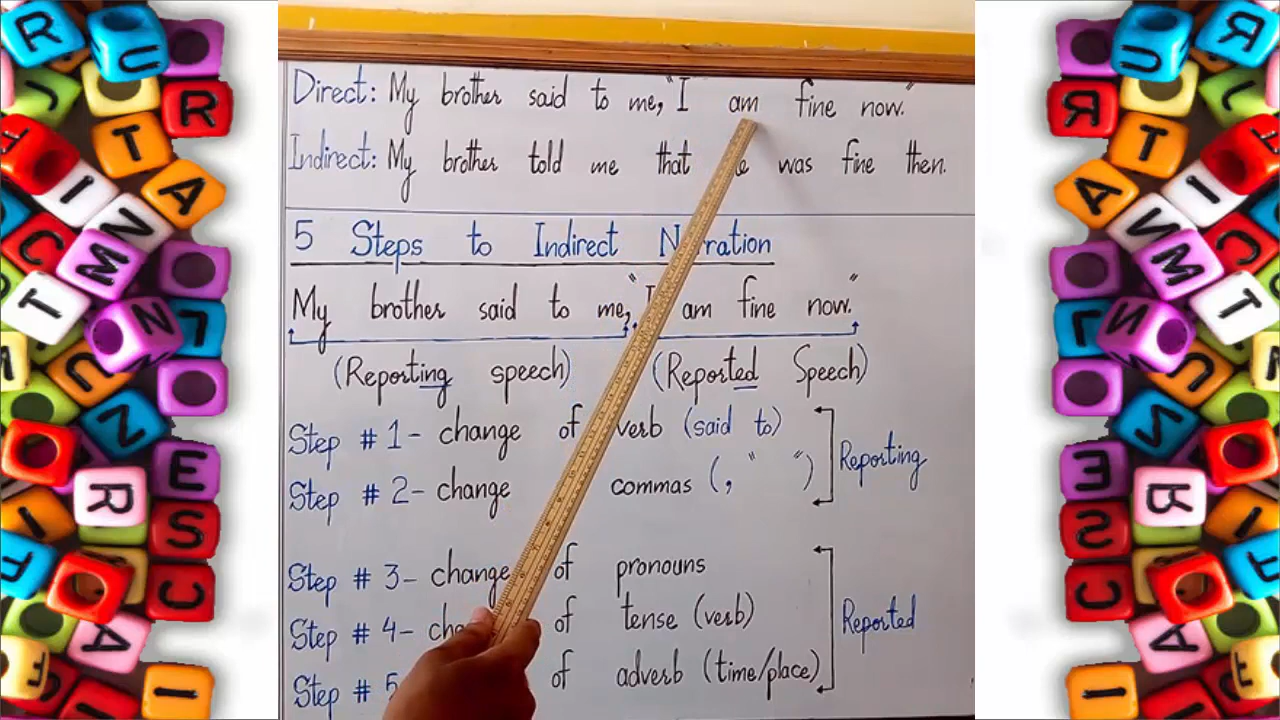 Direct: My brother said to me, "I am fine now."
Indirect: My brother told me that was fine then.
5 Steps to Indirect Narration
My brother said to me, "I am fine now."
(Reporting speech) (Reported Speech)
Step # 1- change of verb (said to)
Step # 2- change commas (, " ")
Reporting
Step # 3- change of pronouns
Step # 4- change of tense (verb)
Reported
Step # 5 of adverb (time/place)